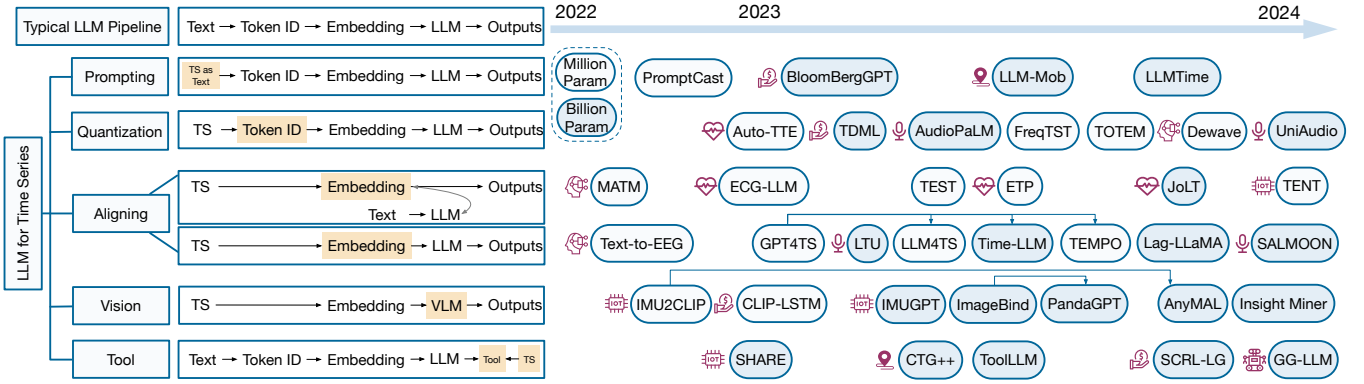 Typical LLM Pipeline
Text Token ID Embedding LLM Outputs
2022 2023 2024
LLM for Time Series
Prompting
TS as
Text
Token ID Embedding LLM Outputs
Million
Param
Billion
Param
PromptCast BloomBergGPT LLM-Mob LLMTime
Quantization
TS Token ID Embedding LLM Outputs
Auto-TTE TDML AudioPaLM FreqTST TOTEM Dewave UniAudio
Aligning
TS Embedding Outputs
Text LLM
MATM ECG-LLM TEST ETP JoLT IOT TENT
TS Embedding LLM Outputs
Text-to-EEG GPT4TS LTU LLM4TS Time-LLM TEMPO Lag-LLaMA SALMOON
Vision
TS Embedding VLM Outputs
IOT IMU2CLIP CLIP-LSTM IOT IMUGPT ImageBind PandaGPT AnyMAL Insight Miner
Tool
Text Token ID Embedding LLM Tool TS
IOT SHARE CTG++ ToolLLM SCRL-LG GG-LLM